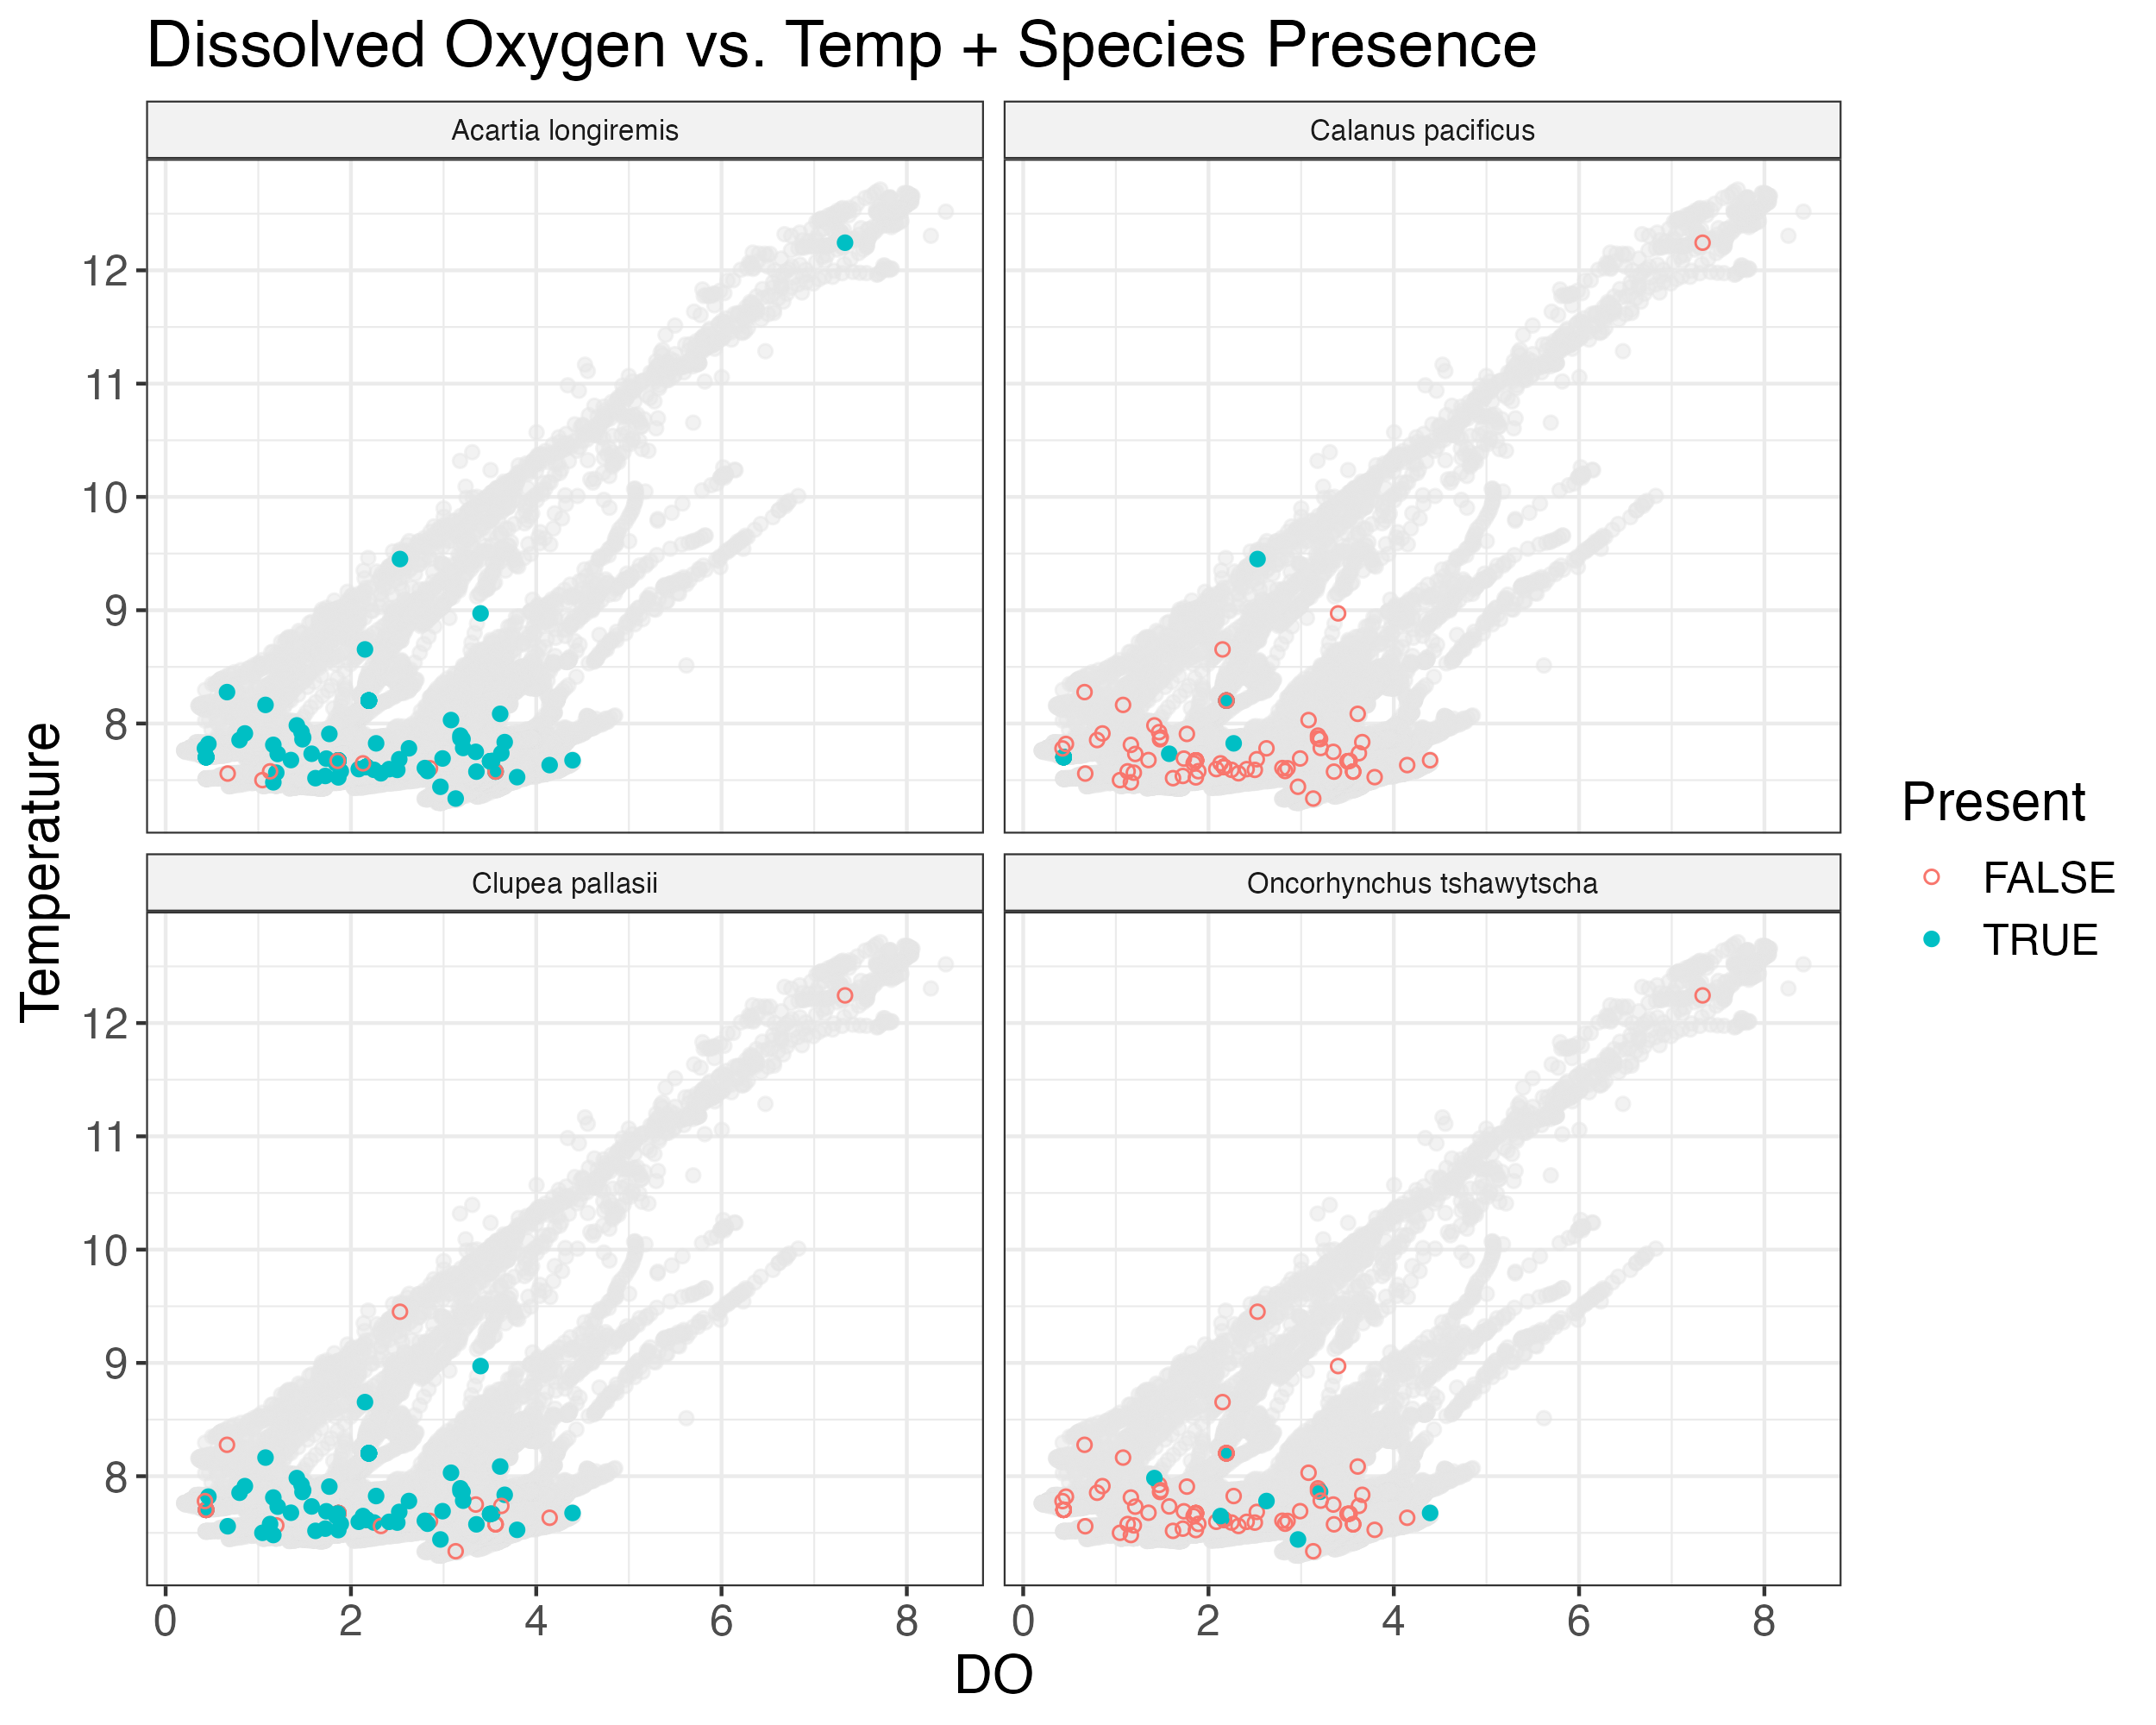 Dissolved Oxygen vs. Temp + Species Presence
Acartia longiremis
Calanus pacificus
12
11
10
9
8
Clupea pallasii
Oncorhynchus tshawytscha
12
11
10
9
8
0 2 4 6 8
0 2 4 6 8
DO
Temperature
Present
FALSE
TRUE